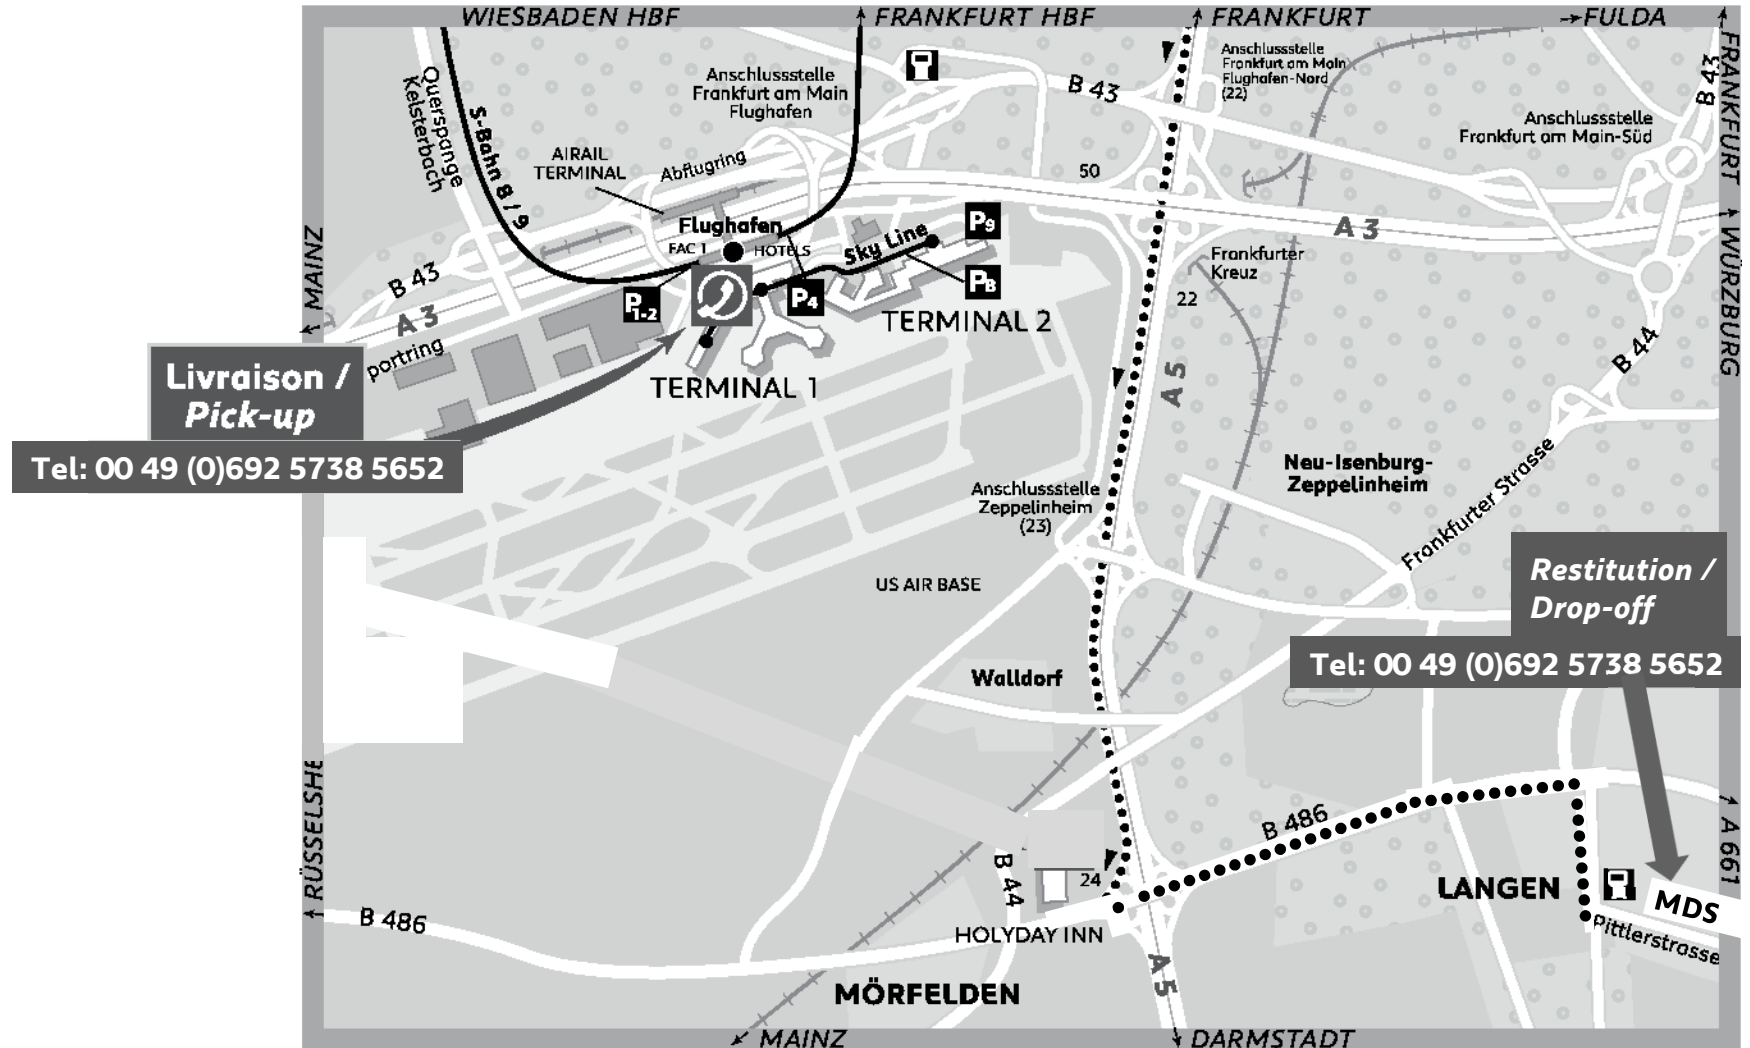 WIESBADEN HBF
FRANKFURT HBF
FRANKFURT
FULDA
FRANKFURT
WÜRZBURG
A 661
MAINZ
RÜSSELSHE
MAINZ
DARMSTADT
Querspange
Kelsterbach
S-Bahn 8 / 9
Anschlussstelle
Frankfurt am Main
Flughafen
AIRAIL
TERMINAL
Abflugring
B 43
Anschlussstelle
Frankfurt am Main
Flughafen-Nord
(22)
B 43
Anschlussstelle
Frankfurt am Main-Süd
50
A 3
Flughafen
FAC 1
HOTELS
Sky Line
P9
P8
P4
P1-2
B 43
A 3
portring
TERMINAL 2
TERMINAL 1
Frankfurter
Kreuz
22
A 5
B 44
Livraison /
Pick-up
Tel: 00 49 (0)692 5738 5652
Neu-Isenburg-
Zeppelinheim
Frankfurter Strasse
Anschlussstelle
Zeppelinheim
(23)
US AIR BASE
Restitution /
Drop-off
Tel: 00 49 (0)692 5738 5652
Walldorf
B 486
B 44
24
LANGEN
MDS
Pittlerstrasse
B 486
HOLYDAY INN
A 5
MÖRFELDEN